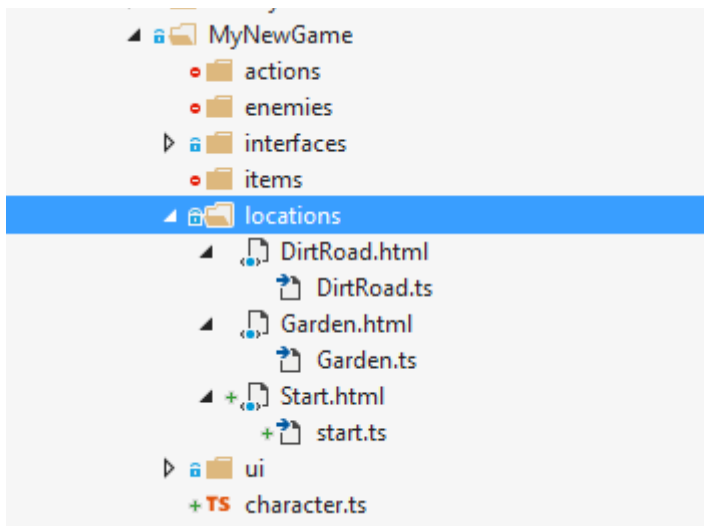 MyNewGame
actions
enemies
interfaces
items
locations
DirtRoad.html
DirtRoad.ts
Garden.html
Garden.ts
Start.html
start.ts
ui
TS character.ts